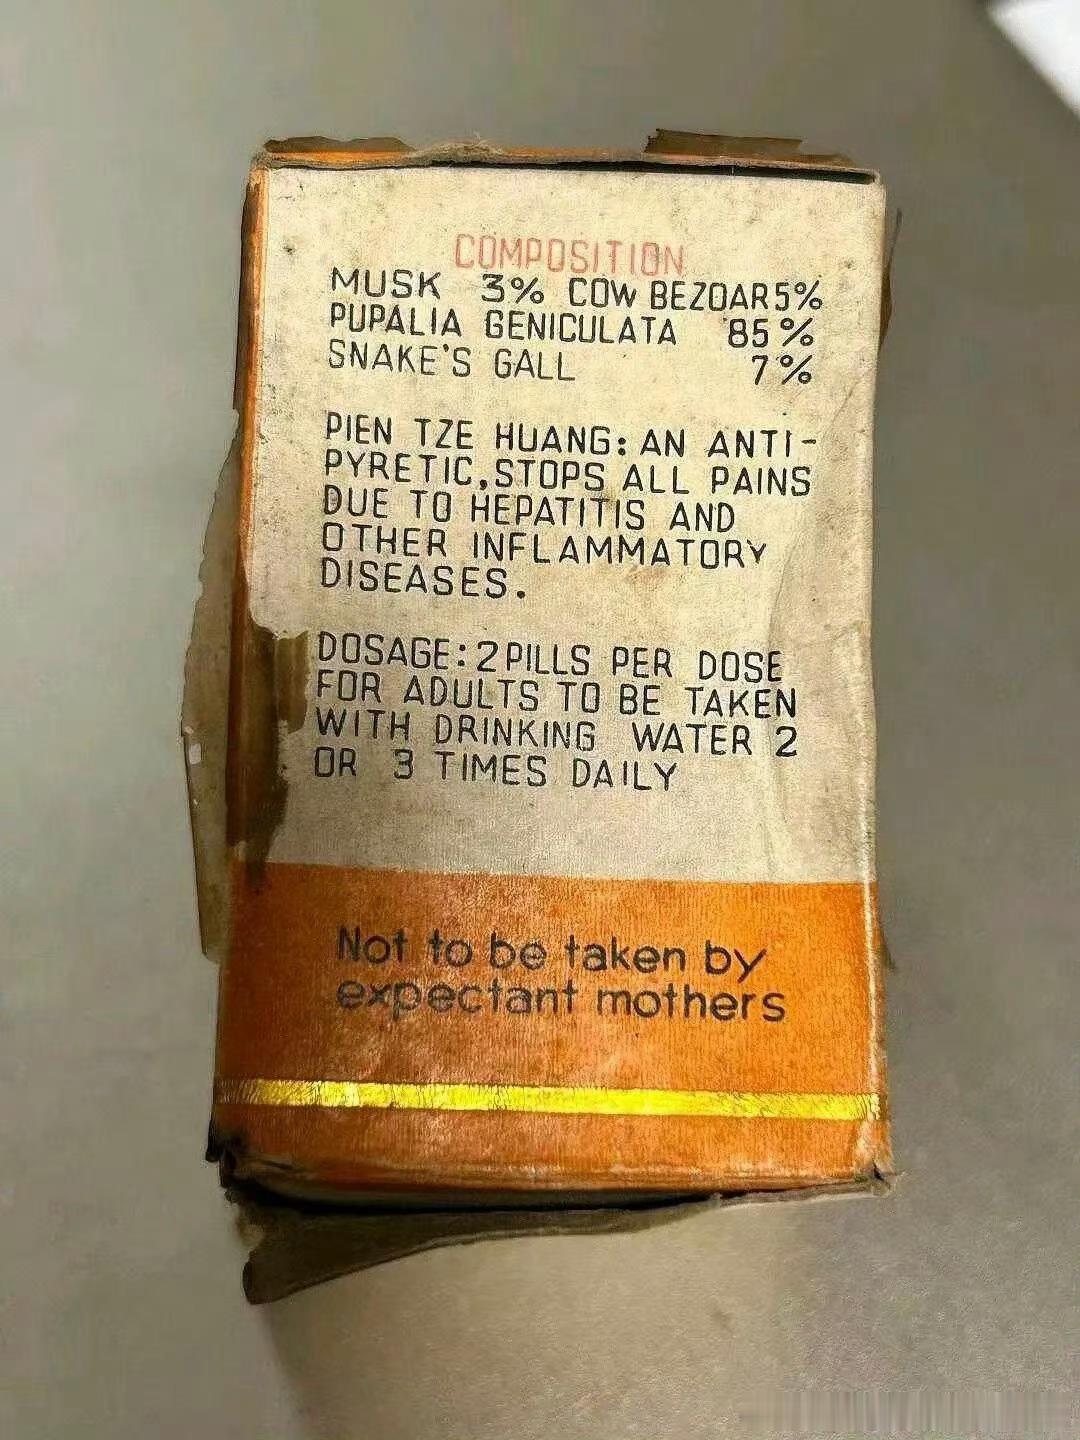 COMPOSITION
MUSK 3% COW BEZOAR 5%
PUPALIA GENICULATA 85%
SNAKE'S GALL 7%
PIEN TZE HUANG: AN ANTI-
PYRETIC, STOPS ALL PAINS
DUE TO HEPATITIS AND
OTHER INFLAMMATORY
DISEASES.
DOSAGE: 2 PILLS PER DOSE
FOR ADULTS TO BE TAKEN
WITH DRINKING WATER 2
OR 3 TIMES DAILY
Not to be taken by
expectant mothers